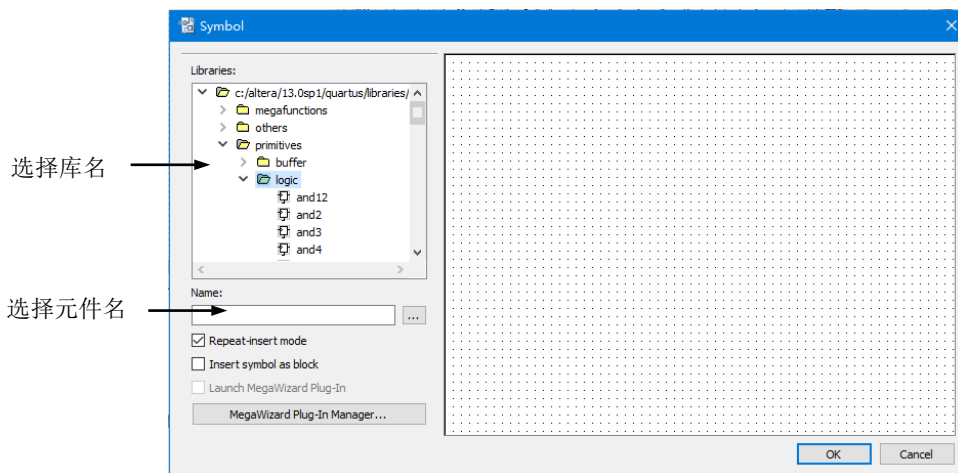 Symbol
Libraries:
c:/altera/13.0sp1/quartus/libraries/
megafunctions
others
primitives
buffer
logic
and12
and2
and3
and4
选择库名
Name:
选择元件名
...
Repeat-insert mode
Insert symbol as block
Launch MegaWizard Plug-In
MegaWizard Plug-In Manager...
OK
Cancel